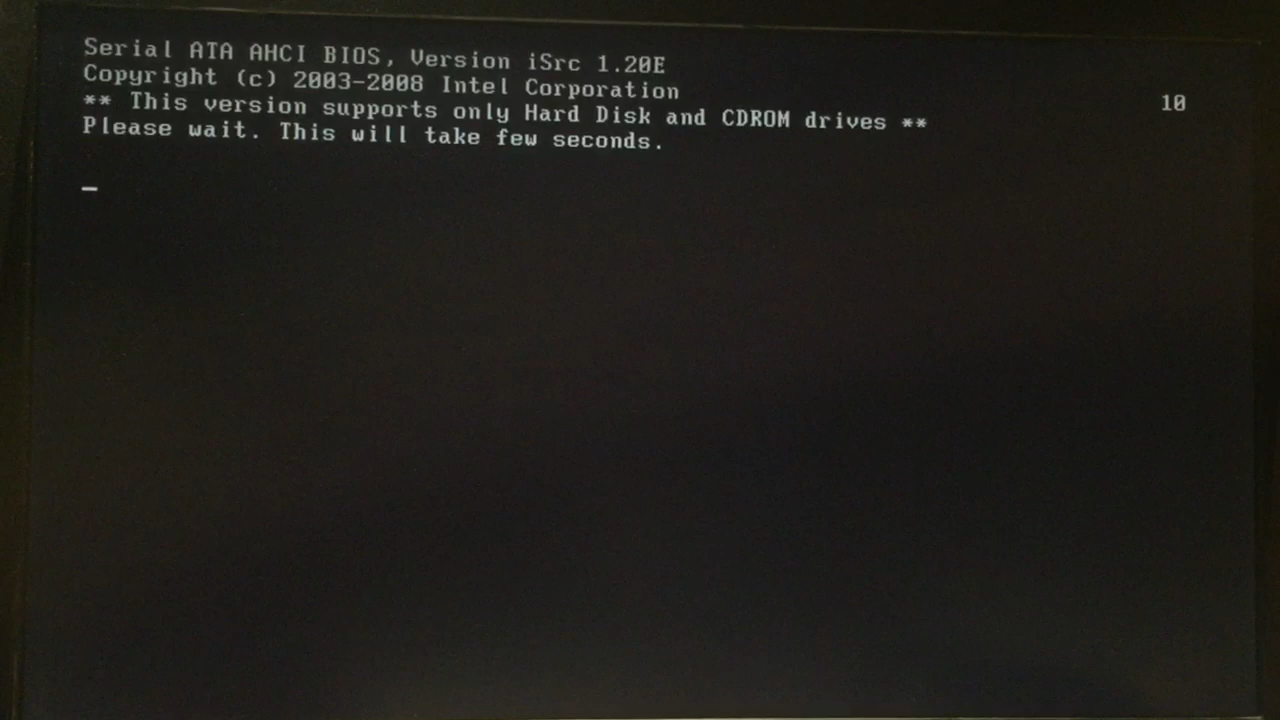 Serial ATA AHCI BIOS, Version iSrc 1.20E
Copyright (c) 2003-2008 Intel Corporation
** This version supports only Hard Disk and CDROM drives **
10
Please wait. This will take few seconds.